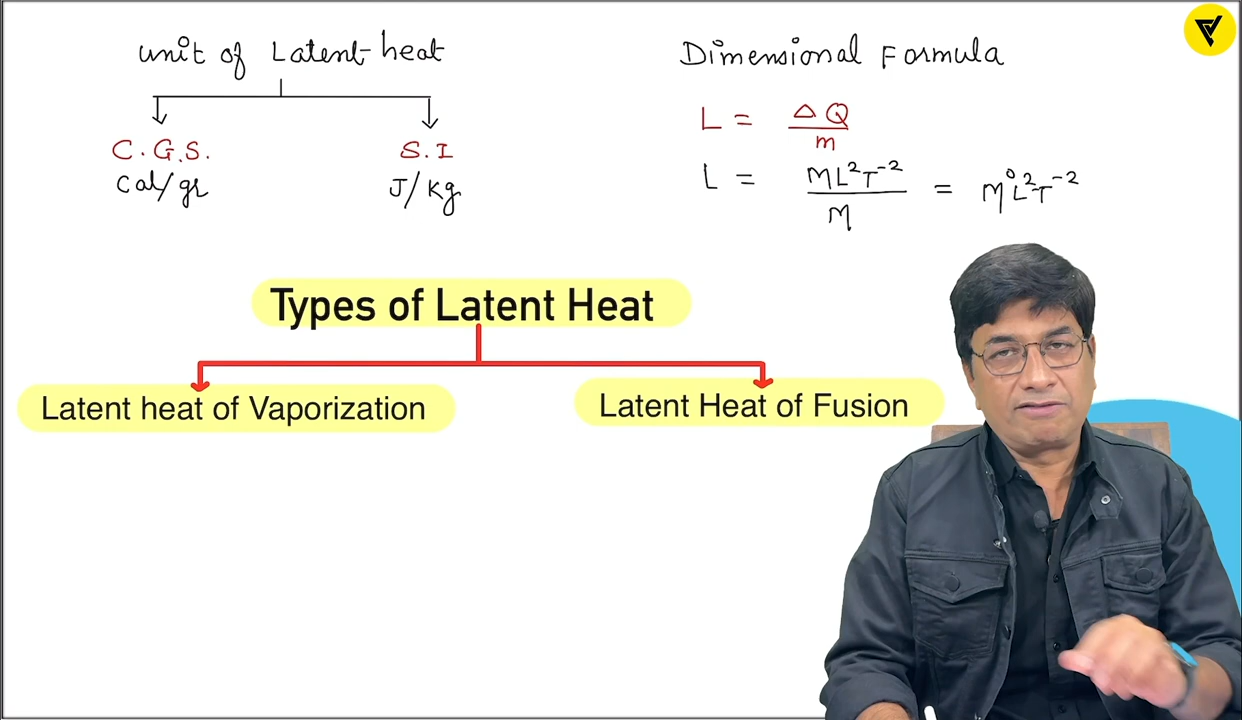 unit of Latent heat
C.G.S.
S.I
Cal/gr
J/Kg
Dimensional Formula
L = ΔQ/m
L = ML²T⁻²/M = M⁰L²T⁻²
Types of Latent Heat
Latent heat of Vaporization
Latent Heat of Fusion